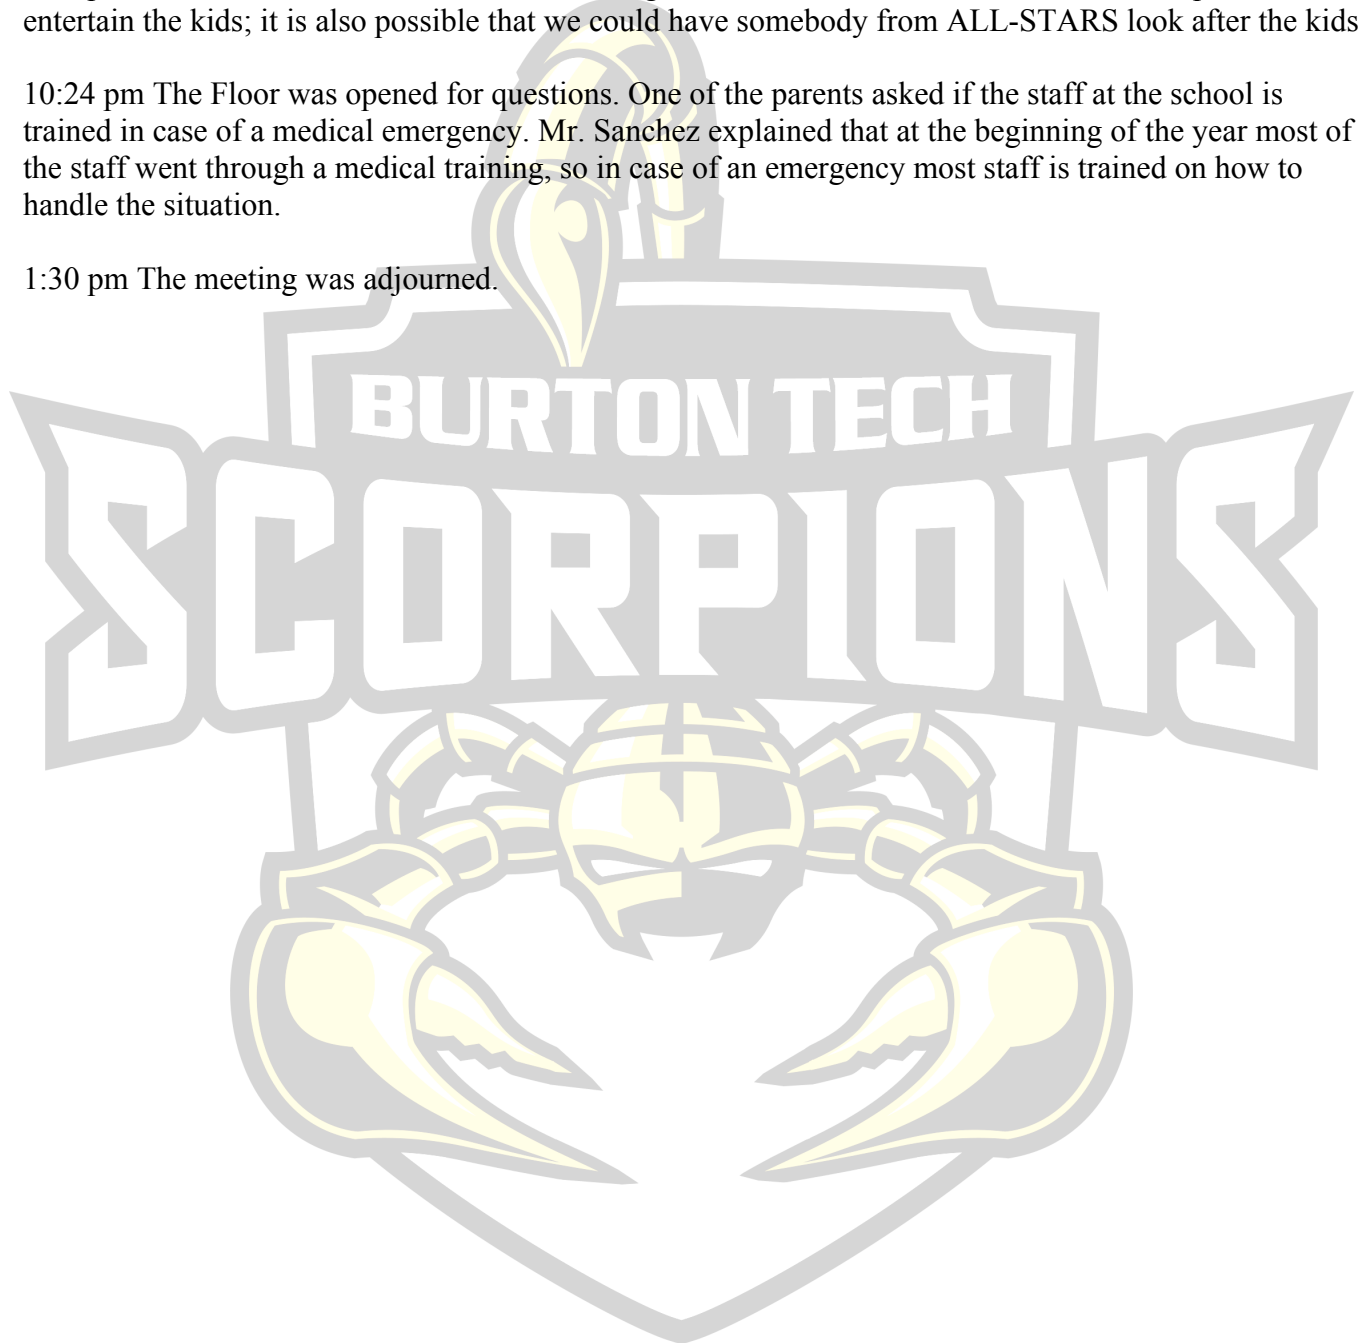 entertain the kids; it is also possible that we could have somebody from ALL-STARS look after the kids
10:24 pm The Floor was opened for questions. One of the parents asked if the staff at the school is
trained in case of a medical emergency. Mr. Sanchez explained that at the beginning of the year most of
the staff went through a medical training, so in case of an emergency most staff is trained on how to
handle the situation.
1:30 pm The meeting was adjourned.
BURTON TECH
SCORPIONS